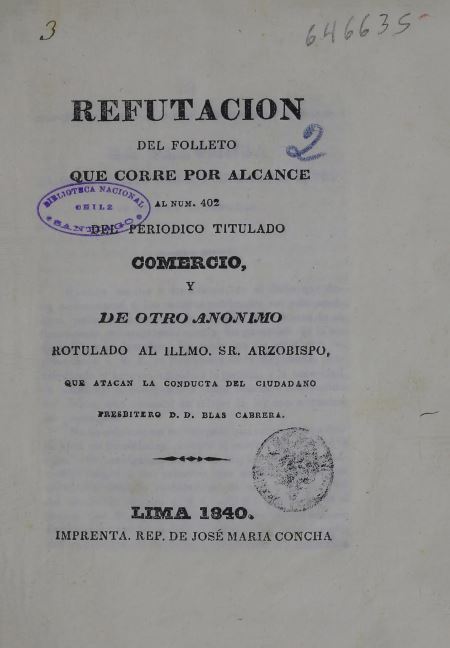 3
646635
REFUTACION
DEL FOLLETO
2
QUE CORRE POR ALCANCE
BIBLIOTECA NACIONAL
CHILE
SANTIAGO
AL NUM. 402
DEL PERIODICO TITULADO
COMERCIO,
Y
DE OTRO ANONIMO
ROTULADO AL ILLMO. SR. ARZOBISPO,
QUE ATACAN LA CONDUCTA DEL CIUDADANO
PRESBITERO D. D. BLAS CABRERA.
LIMA 1840.
IMPRENTA. REP. DE JOSÉ MARIA CONCHA